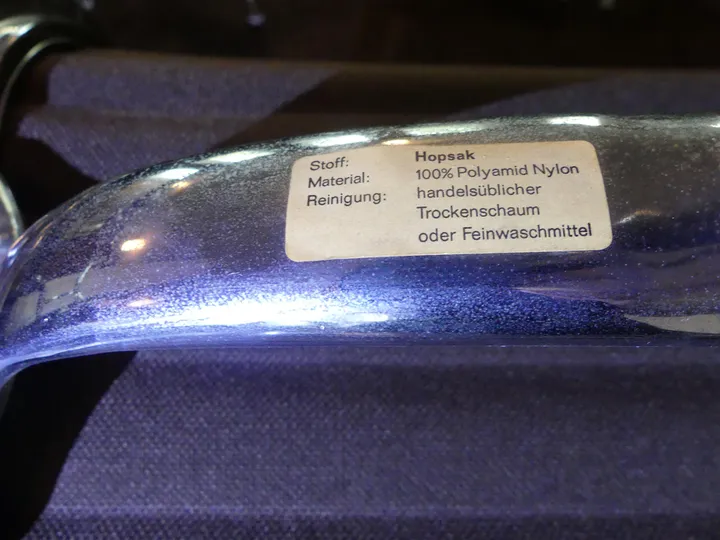 Stoff: Hopsak
Material: 100% Polyamid Nylon
Reinigung: handelsüblicher
Trockenschaum
oder Feinwaschmittel